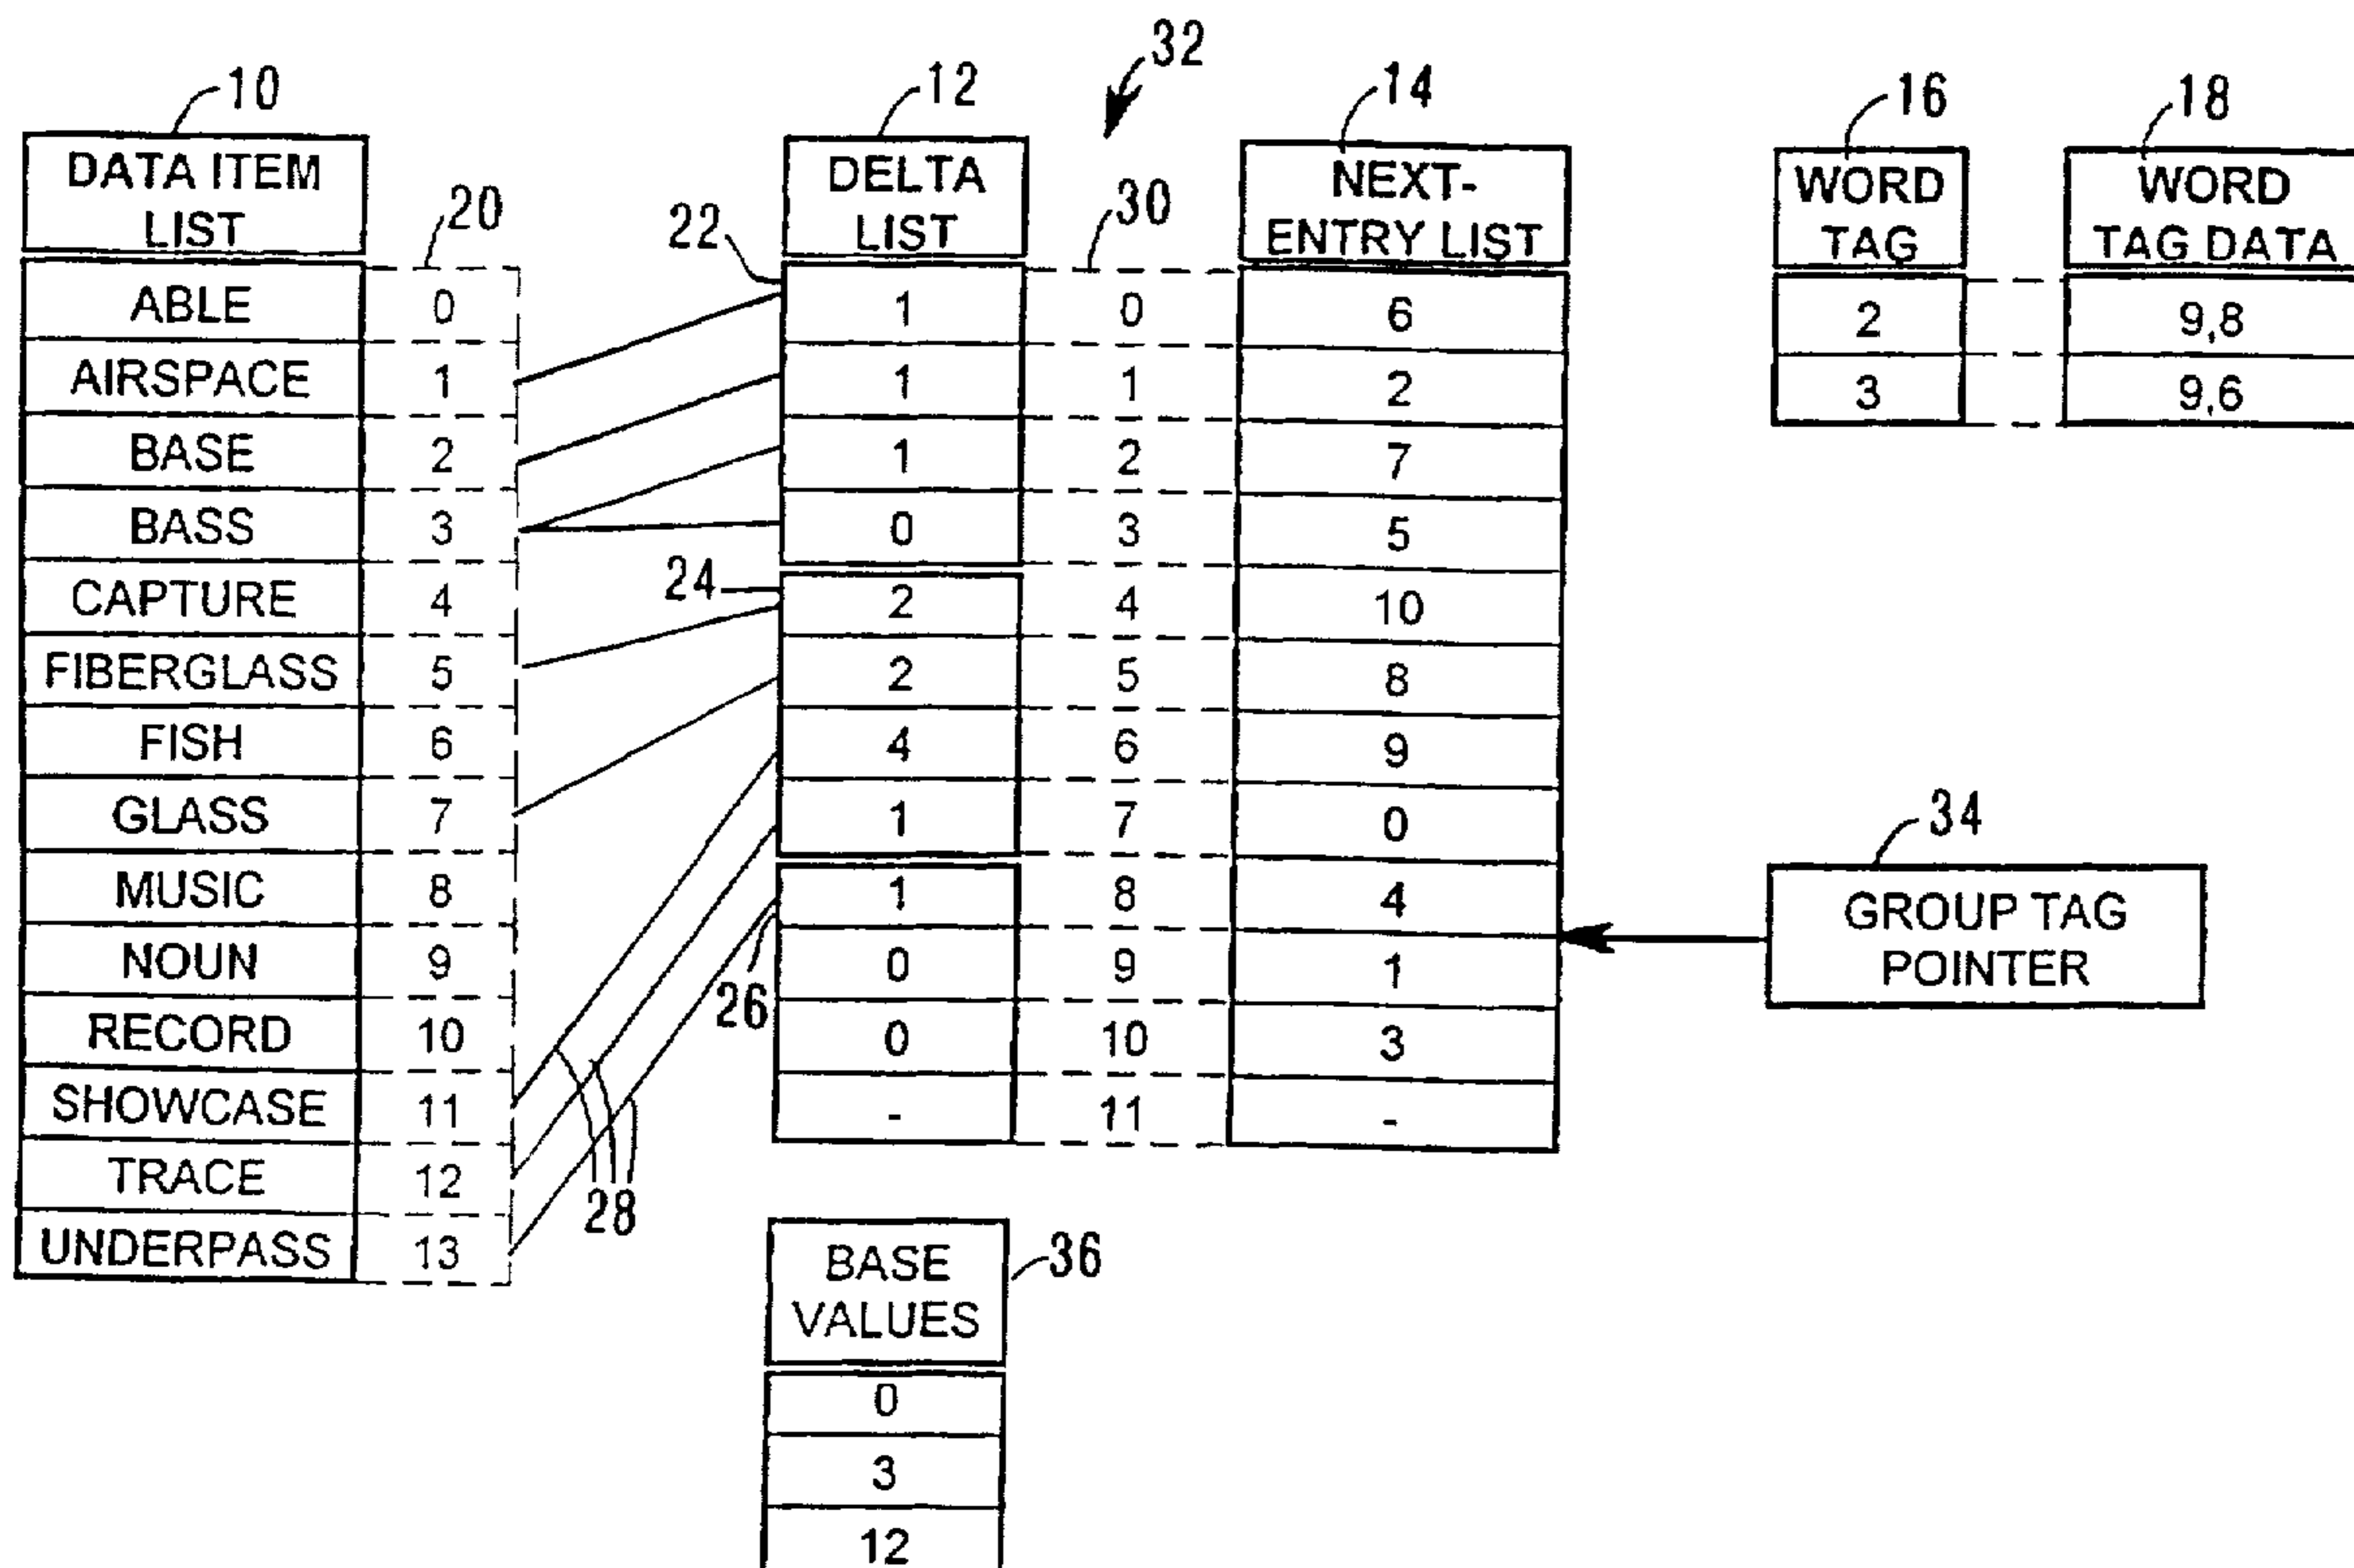 32
10
12
14
16
18
DATA ITEM
LIST
20
22
DELTA
LIST
30
NEXT-
ENTRY LIST
WORD
TAG
WORD
TAG DATA
ABLE 0 1 0 6 2 9,8
AIRSPACE 1 1 1 2 3 9,6
BASE 2 1 2 7
BASS 3 0 3 5
24
CAPTURE 4 2 4 10
FIBERGLASS 5 2 5 8
FISH 6 4 6 9
GLASS 7 1 7 0
34
MUSIC 8 1 8 4
GROUP TAG
POINTER
NOUN 9 0 9 1
26
RECORD 10 0 10 3
SHOWCASE 11 - 11 -
TRACE 12
28
UNDERPASS 13
BASE
VALUES
36
0
3
12